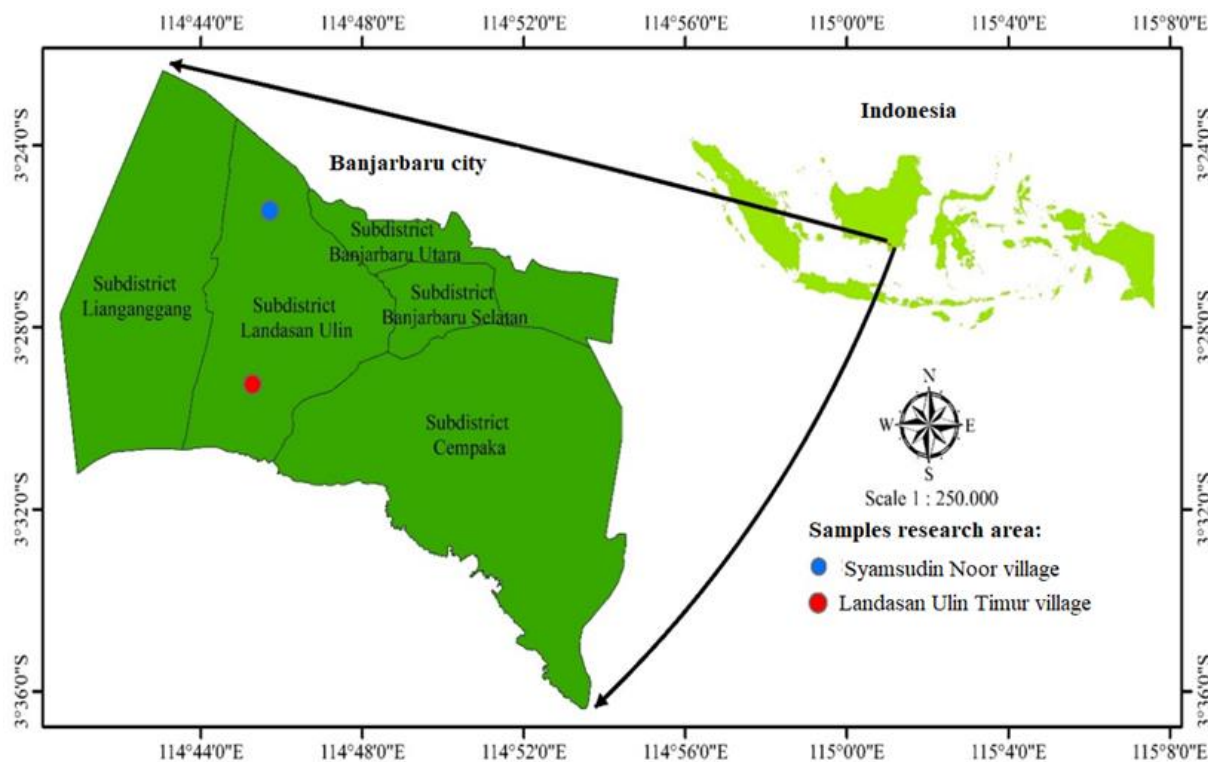 114°44'0"E 114°48'0"E 114°52'0"E 114°56'0"E 115°0'0"E 115°4'0"E 115°8'0"E
3°24'0"S
3°28'0"S
3°32'0"S
3°36'0"S
Banjarbaru city
Subdistrict
Lianganggang
Subdistrict
Banjarbaru Utara
Subdistrict
Landasan Ulin
Subdistrict
Banjarbaru Selatan
Subdistrict
Cempaka
Indonesia
N
W E
S
Scale 1 : 250.000
Samples research area:
Syamsudin Noor village
Landasan Ulin Timur village
3°24'0"S
3°28'0"S
3°32'0"S
3°36'0"S
114°44'0"E 114°48'0"E 114°52'0"E 114°56'0"E 115°0'0"E 115°4'0"E 115°8'0"E